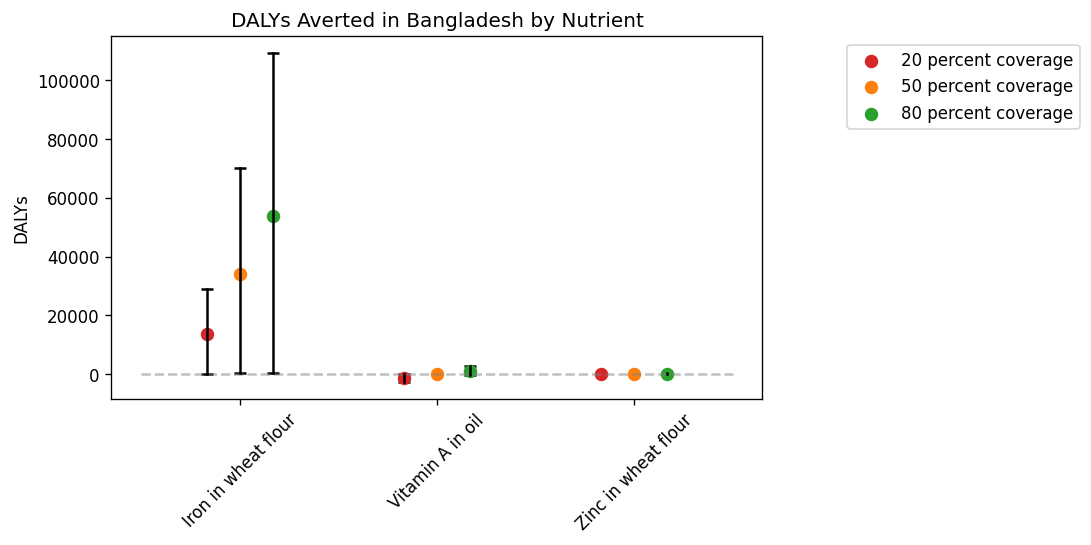 DALYs Averted in Bangladesh by Nutrient
20 percent coverage
50 percent coverage
80 percent coverage
DALYs
100000
80000
60000
40000
20000
0
Iron in wheat flour
Vitamin A in oil
Zinc in wheat flour